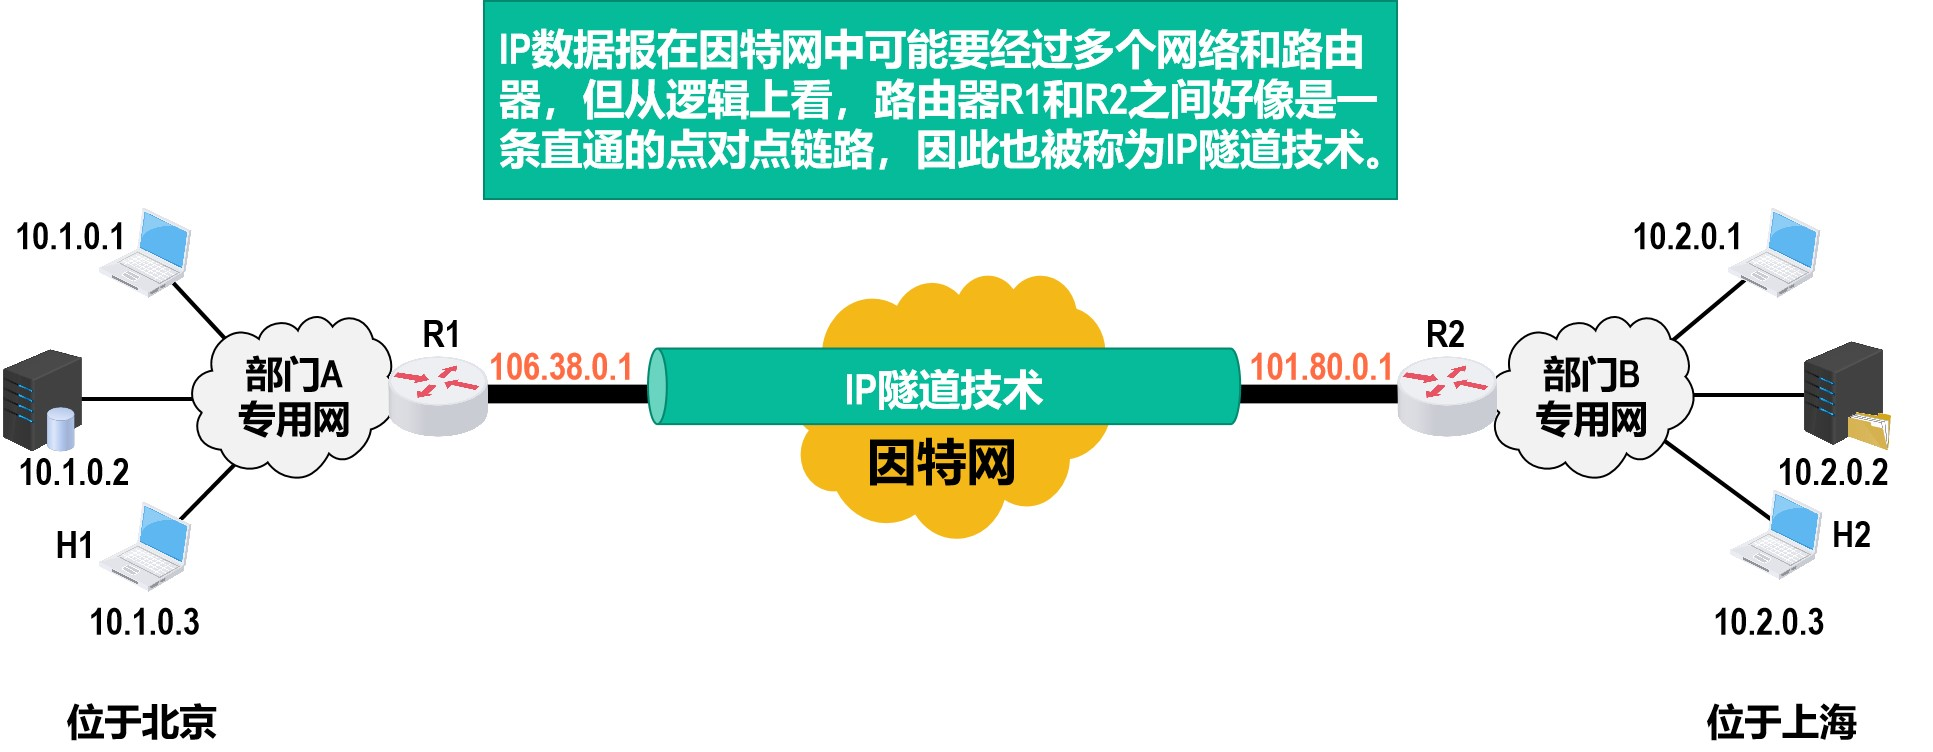 IP数据报在因特网中可能要经过多个网络和路由
器，但从逻辑上看，路由器R1和R2之间好像是一
条直通的点对点链路，因此也被称为IP隧道技术。
10.1.0.1
10.2.0.1
R1
R2
106.38.0.1
101.80.0.1
部门A
专用网
IP隧道技术
部门B
专用网
因特网
10.1.0.2
10.2.0.2
H1
H2
10.1.0.3
10.2.0.3
位于北京
位于上海